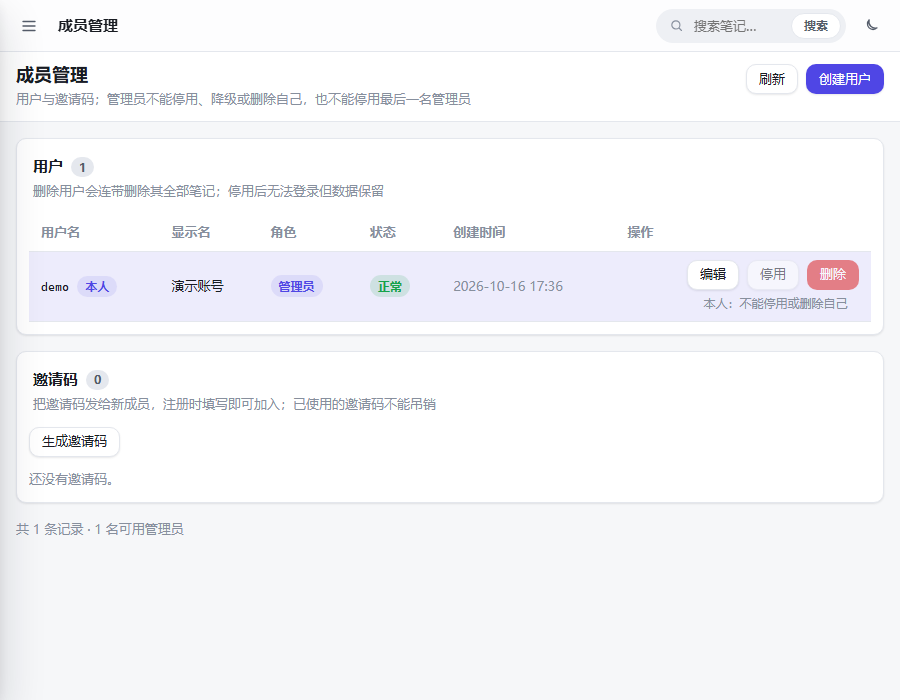 成员管理
搜索笔记...
搜索
成员管理
用户与邀请码；管理员不能停用、降级或删除自己，也不能停用最后一名管理员
刷新
创建用户
用户 1
删除用户会连带删除其全部笔记；停用后无法登录但数据保留
用户名 显示名 角色 状态 创建时间 操作
demo 本人 演示账号 管理员 正常 2026-10-16 17:36 编辑 停用 删除
本人：不能停用或删除自己
邀请码 0
把邀请码发给新成员，注册时填写即可加入；已使用的邀请码不能吊销
生成邀请码
还没有邀请码。
共 1 条记录 · 1 名可用管理员